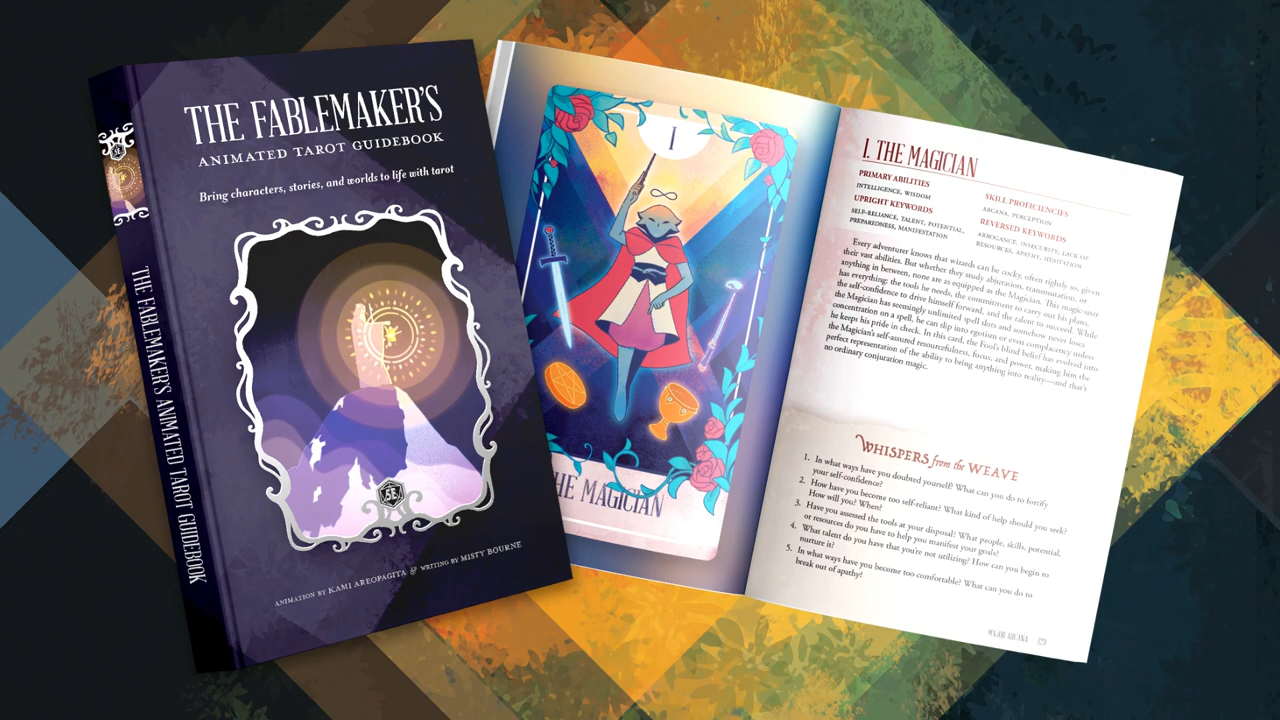 THE FABLEMAKER'S
ANIMATED TAROT GUIDEBOOK
Bring characters, stories, and worlds to life with tarot
5E
ANIMATION BY KAMI AREOPAGITA & WRITING BY MISTY BOURNE
THE FABLEMAKER'S ANIMATED TAROT GUIDEBOOK
I
THE MAGICIAN
I. THE MAGICIAN
PRIMARY ABILITIES
INTELLIGENCE, WISDOM
UPRIGHT KEYWORDS
SELF-RELIANCE, TALENT, POTENTIAL,
PREPAREDNESS, MANIFESTATION
SKILL PROFICIENCIES
ARCANA, PERCEPTION
REVERSED KEYWORDS
ARROGANCE, INSECURITY, LACK OF
RESOURCES, APATHY, HESITATION
Every adventurer knows that wizards can be cocky, often rightly so, given
their vast abilities. But whether they study abjuration, transmutation, or
anything in between, none are as equipped as the Magician. This magic-user
has everything: the tools he needs, the commitment to carry out his plans,
the self-confidence to drive himself forward, and the talent to succeed. While
the Magician has seemingly unlimited spell slots and somehow never loses
concentration on a spell, he can slip into egotism or even complacency unless
he keeps his pride in check. In this card, the Fool's blind belief has evolved into
the Magician's self-assured resourcefulness, focus, and power, making him the
perfect representation of the ability to bring anything into reality—and that's
no ordinary conjuration magic.
WHISPERS from the WEAVE
1. In what ways have you doubted yourself? What can you do to fortify
your self-confidence?
2. How have you become too self-reliant? What kind of help should you seek?
How will you? When?
3. Have you assessed the tools at your disposal? What people, skills, potential,
or resources do you have to help you manifest your goals?
4. What talent do you have that you're not utilizing? How can you begin to
nurture it?
5. In what ways have you become too comfortable? What can you do to
break out of apathy?
MAJOR ARCANA